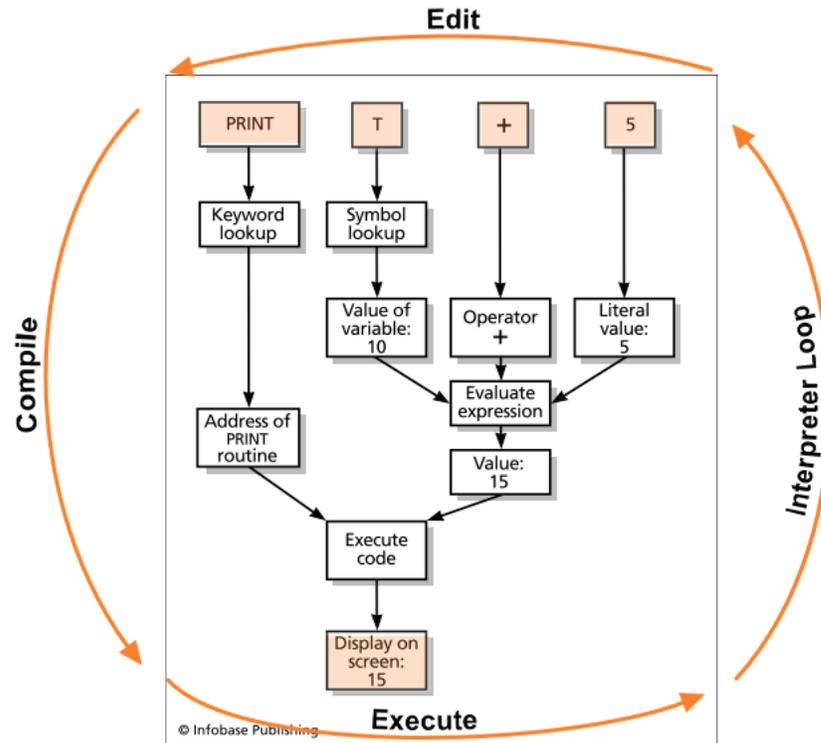 Edit
PRINT
T
+
5
Keyword
lookup
Symbol
lookup
Value of
variable:
10
Operator
+
Literal
value:
5
Evaluate
expression
Address of
PRINT
routine
Value:
15
Execute
code
Display on
screen:
15
Compile
Interpreter Loop
Execute
© Infobase Publishing